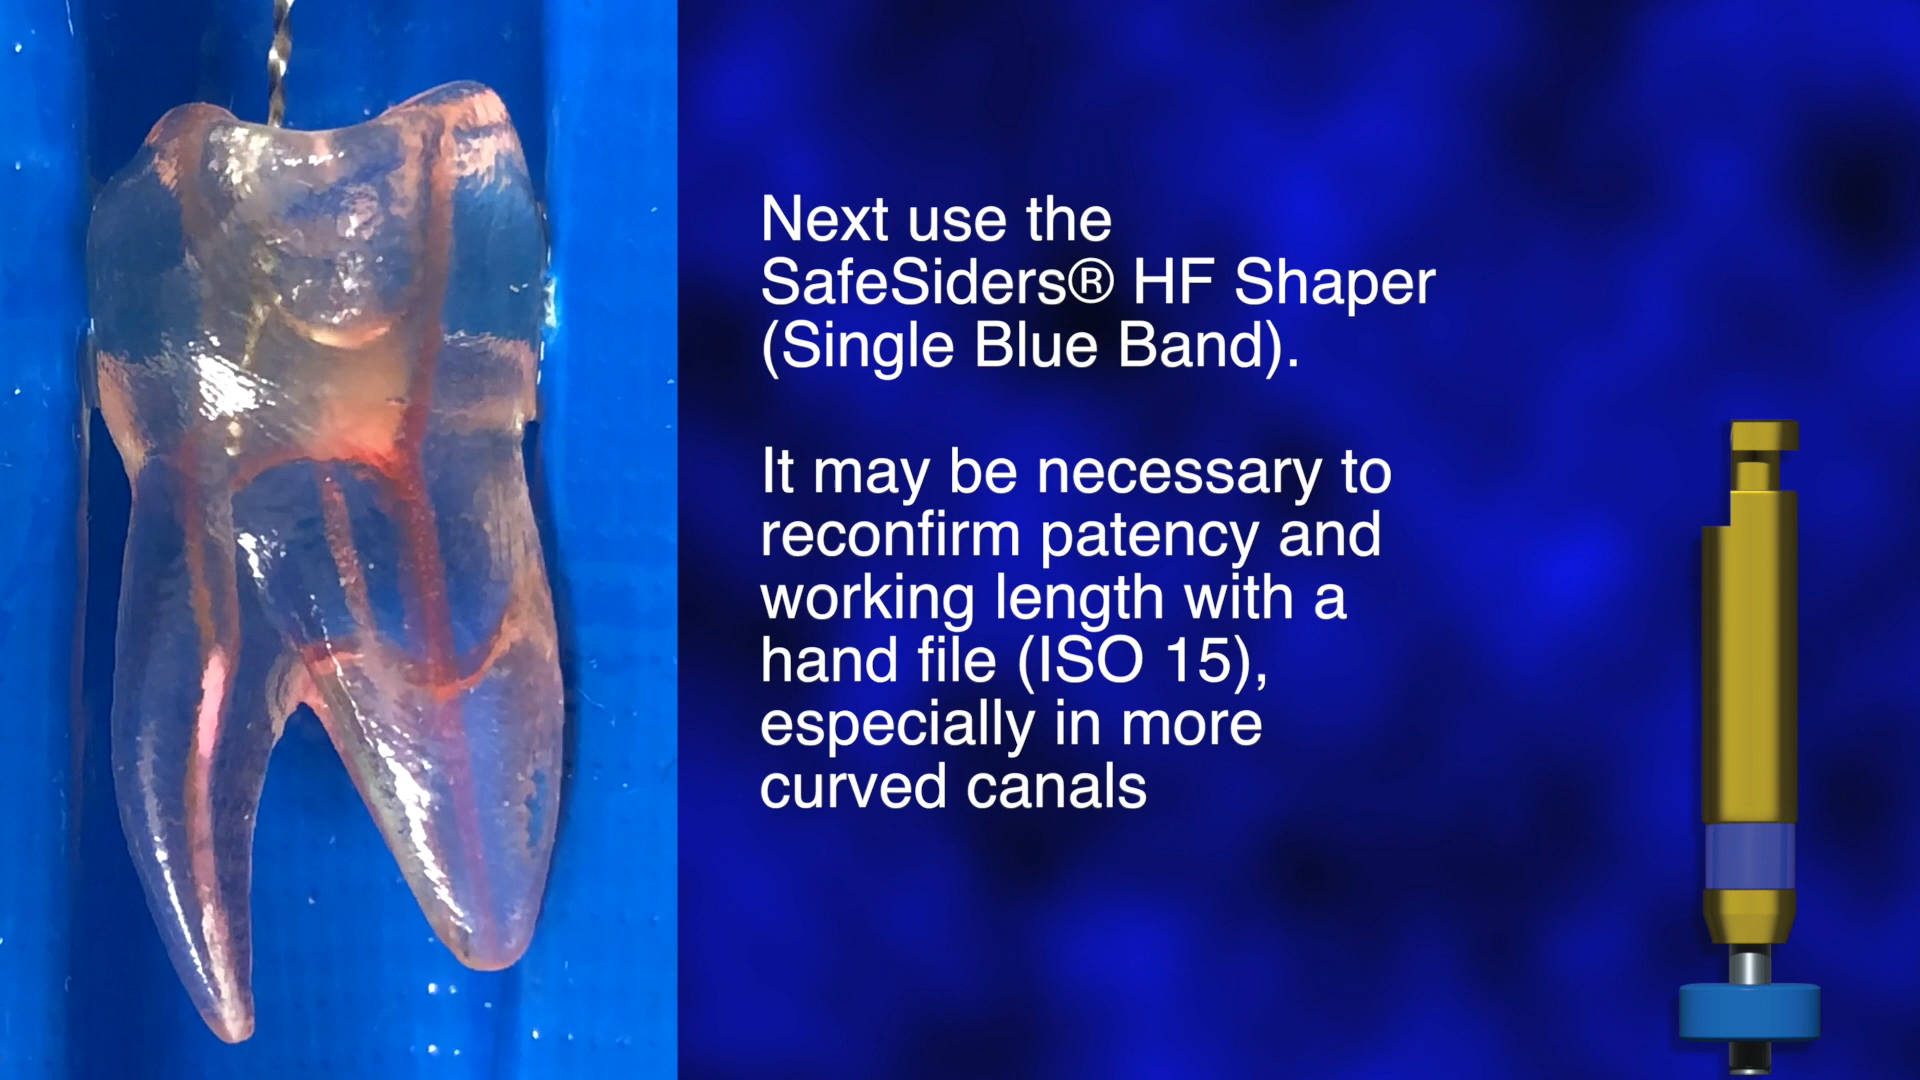 Next use the
SafeSiders® HF Shaper
(Single Blue Band).
It may be necessary to
reconfirm patency and
working length with a
hand file (ISO 15),
especially in more
curved canals